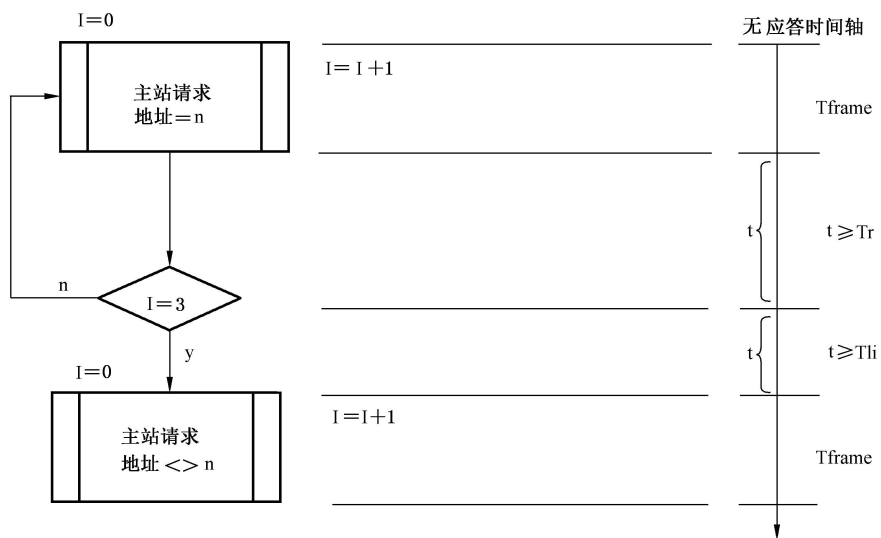 I=0
无应答时间轴
主站请求
地址=n
I= I +1
Tframe
t
t⩾Tr
n
I=3
y
t
t⩾Tli
I=0
主站请求
地址<>n
I=I+1
Tframe